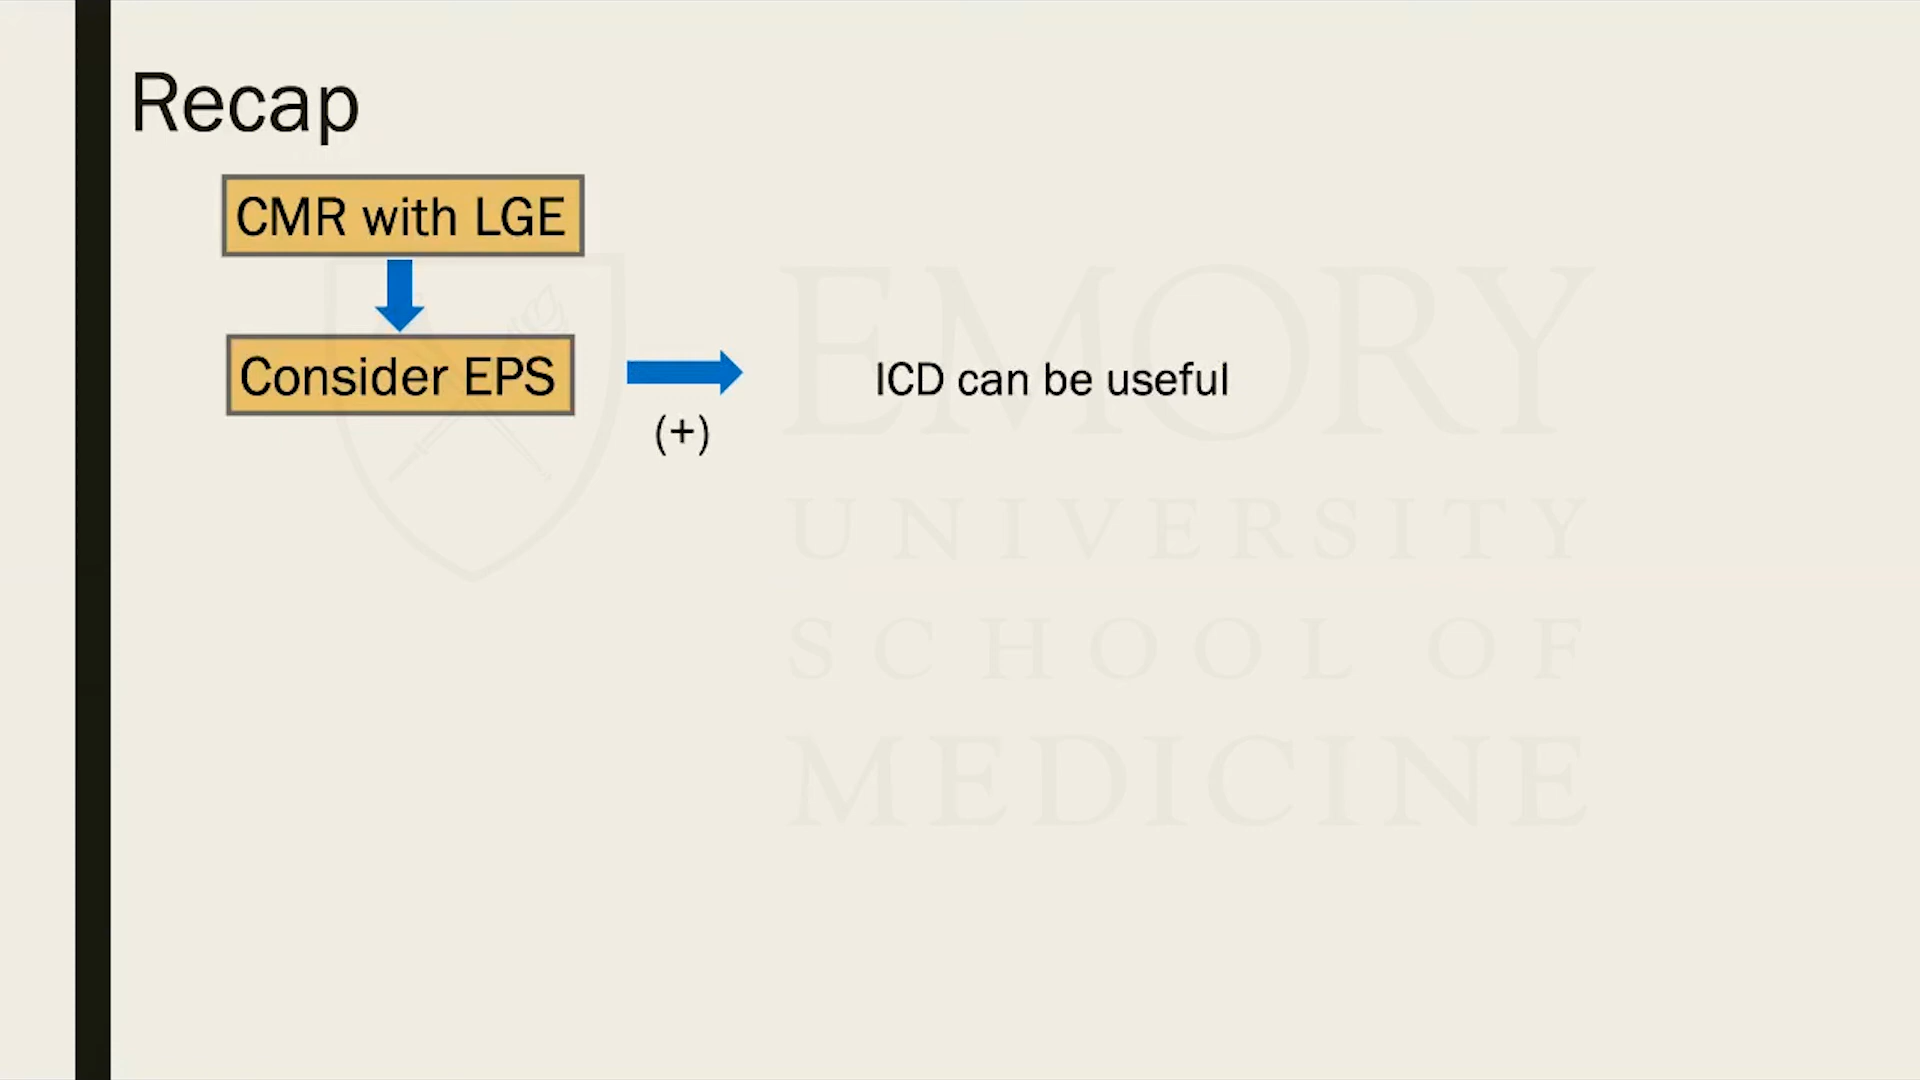 Recap
CMR with LGE
Consider EPS
ICD can be useful
(+)
EMORY
UNIVERSITY
SCHOOL OF
MEDICINE